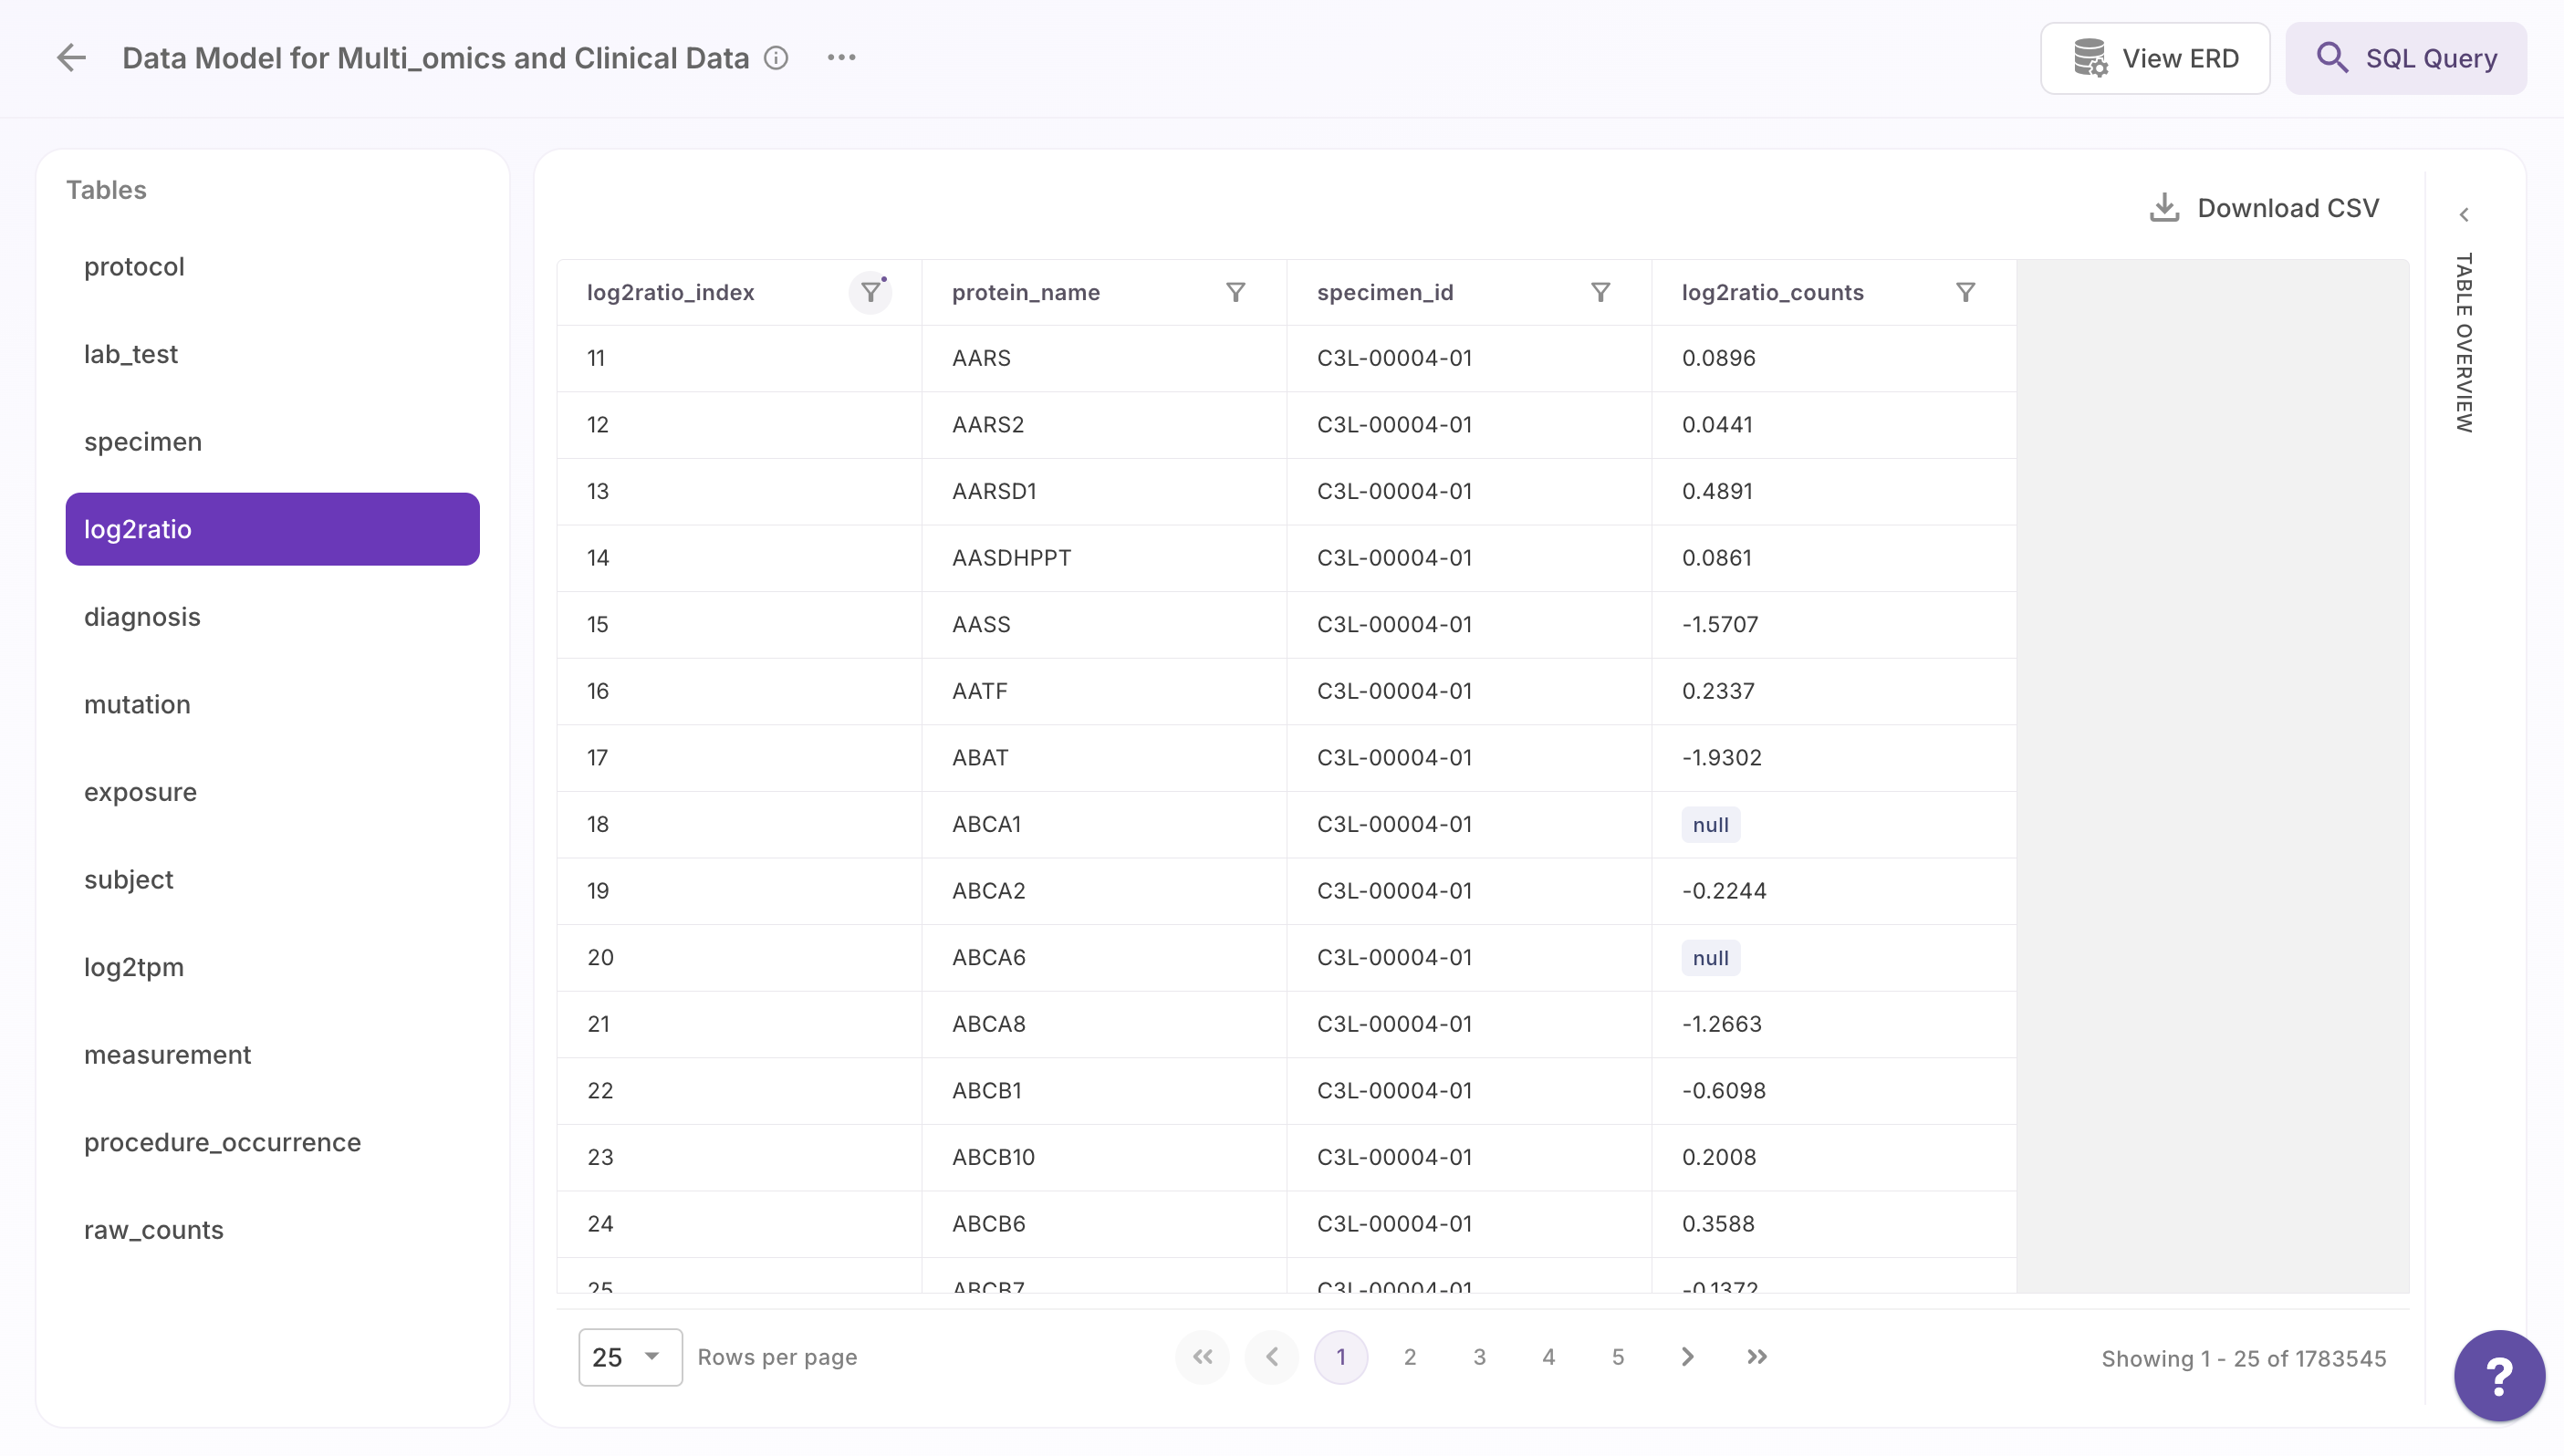 Data Model for Multi_omics and Clinical Data
View ERD
SQL Query
Tables
protocol
lab_test
specimen
log2ratio
diagnosis
mutation
exposure
subject
log2tpm
measurement
procedure_occurrence
raw_counts
Download CSV
log2ratio_index protein_name specimen_id log2ratio_counts
11 AARS C3L-00004-01 0.0896
12 AARS2 C3L-00004-01 0.0441
13 AARSD1 C3L-00004-01 0.4891
14 AASDHPPT C3L-00004-01 0.0861
15 AASS C3L-00004-01 -1.5707
16 AATF C3L-00004-01 0.2337
17 ABAT C3L-00004-01 -1.9302
18 ABCA1 C3L-00004-01 null
19 ABCA2 C3L-00004-01 -0.2244
20 ABCA6 C3L-00004-01 null
21 ABCA8 C3L-00004-01 -1.2663
22 ABCB1 C3L-00004-01 -0.6098
23 ABCB10 C3L-00004-01 0.2008
24 ABCB6 C3L-00004-01 0.3588
25 ABCB7 C3L-00004-01 -0.1372
25 Rows per page
1 2 3 4 5
Showing 1 - 25 of 1783545
TABLE OVERVIEW
?